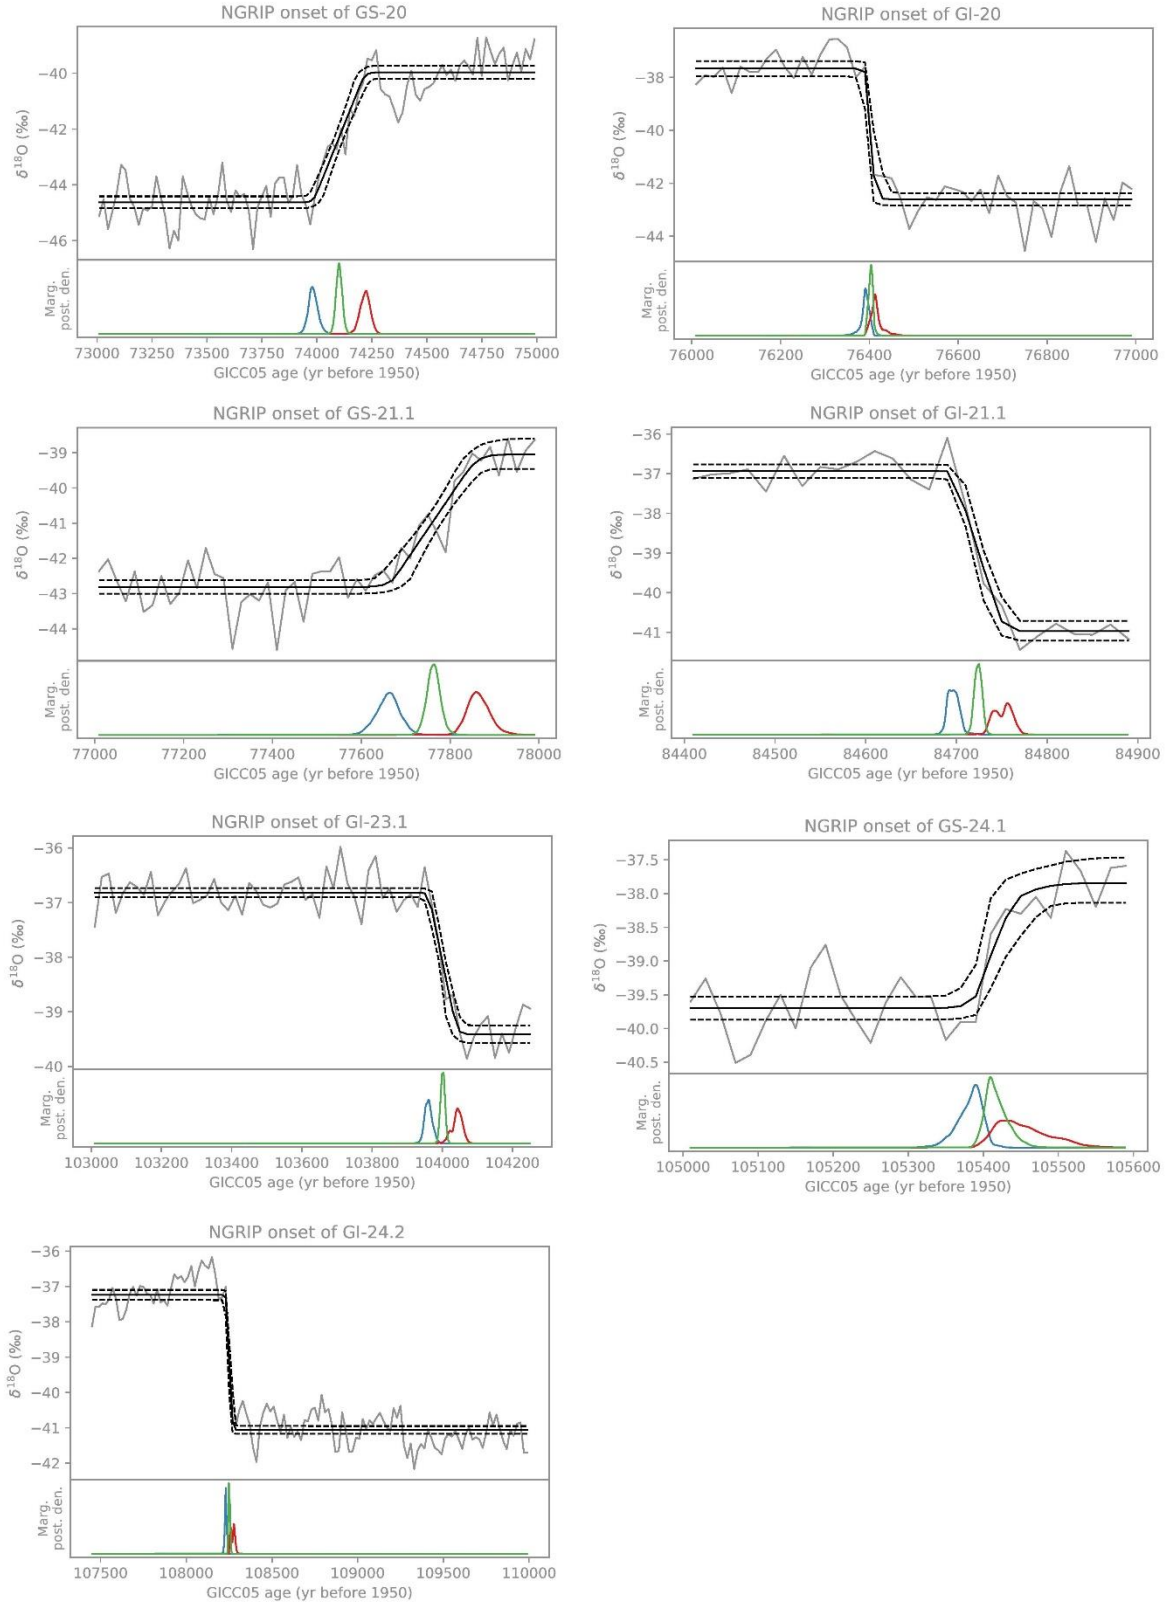 NGRIP onset of GS-20
δ18O (‰)
−40
−42
−44
−46
Marg.
post. den.
73000 73250 73500 73750 74000 74250 74500 74750 75000
GICC05 age (yr before 1950)
NGRIP onset of GI-20
δ18O (‰)
−38
−40
−42
−44
Marg.
post. den.
76000 76200 76400 76600 76800 77000
GICC05 age (yr before 1950)
NGRIP onset of GS-21.1
δ18O (‰)
−39
−40
−41
−42
−43
−44
Marg.
post. den.
77000 77200 77400 77600 77800 78000
GICC05 age (yr before 1950)
NGRIP onset of GI-21.1
δ18O (‰)
−36
−37
−38
−39
−40
−41
Marg.
post. den.
84400 84500 84600 84700 84800 84900
GICC05 age (yr before 1950)
NGRIP onset of GI-23.1
δ18O (‰)
−36
−37
−38
−39
−40
Marg.
post. den.
103000 103200 103400 103600 103800 104000 104200
GICC05 age (yr before 1950)
NGRIP onset of GS-24.1
δ18O (‰)
−37.5
−38.0
−38.5
−39.0
−39.5
−40.0
−40.5
Marg.
post. den.
105000 105100 105200 105300 105400 105500 105600
GICC05 age (yr before 1950)
NGRIP onset of GI-24.2
δ18O (‰)
−36
−37
−38
−39
−40
−41
−42
Marg.
post. den.
107500 108000 108500 109000 109500 110000
GICC05 age (yr before 1950)